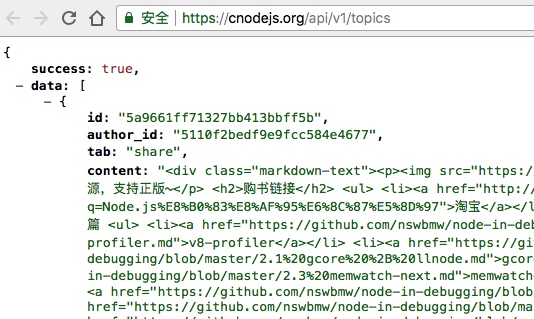 安全 https://cnodejs.org/api/v1/topics
{
success: true,
– data: [
– {
id: "5a9661ff71327bb413bbff5b",
author_id: "5110f2bedf9e9fcc584e4677",
tab: "share",
content: "<div class="markdown-text"><p><img src="https:/
源，支持正版~</p> <h2>购书链接</h2> <ul> <li><a href="http:/
q=Node.js%E8%B0%83%E8%AF%95%E6%8C%87%E5%8D%97">淘宝</a></l
篇 <ul> <li><a href="https://github.com/nswbmw/node-in-deb
profiler.md">v8-profiler</a></li> <li><a href="https://git
debugging/blob/master/2.1%20gcore%20%2B%20llnode.md">gcor
in-debugging/blob/master/2.3%20memwatch-next.md">memwatch-
<a href="https://github.com/nswbmw/node-in-debugging/blob/
href="https://github.com/nswbmw/node-in-debugging/blob/mas